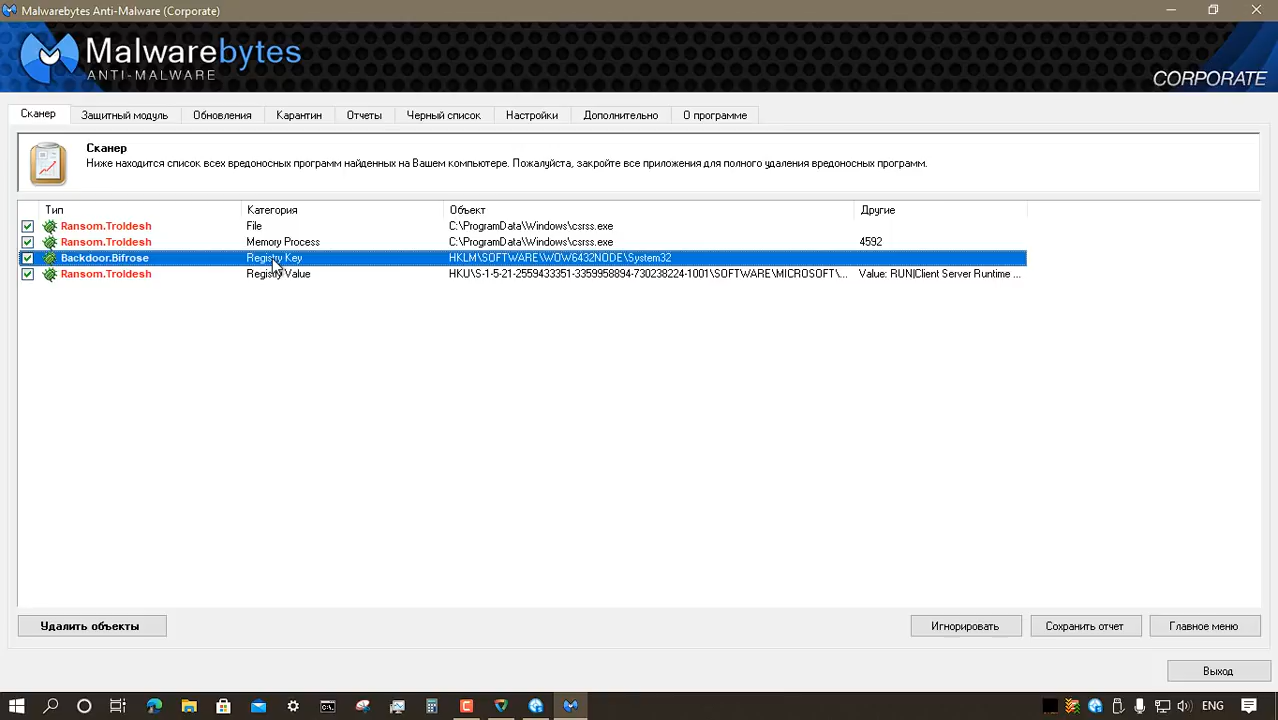 Malwarebytes Anti-Malware (Corporate)
Malwarebytes
ANTI-MALWARE
CORPORATE
Сканер Защитный модуль Обновления Карантин Отчеты Черный список Настройки Дополнительно О программе
Сканер
Ниже находится список всех вредоносных программ найденных на Вашем компьютере. Пожалуйста, закройте все приложения для полного удаления вредоносных программ.
Тип Категория Объект Другие
Ransom.Troldesh File C:\ProgramData\Windows\csrss.exe
Ransom.Troldesh Memory Process C:\ProgramData\Windows\csrss.exe 4592
Backdoor.Bifrose Registry Key HKLM\SOFTWARE\WOW6432NODE\System32
Ransom.Troldesh Registry Value HKU\S-1-5-21-2559433351-3359958894-730238224-1001\SOFTWARE\MICROSOFT\... Value: RUN|Client Server Runtime ...
Удалить объекты Игнорировать Сохранить отчет Главное меню
Выход
ENG